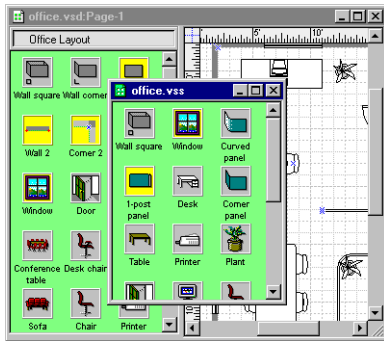 office.vsd:Page-1
Office Layout
5' 10'
Wall square Wall corner
office.vss
Wall square Window Curved
panel
Wall 2 Corner 2
1-post Desk Corner
panel panel
Window Door
Table Printer Plant
Conference Desk chair
table
Sofa Chair Printer